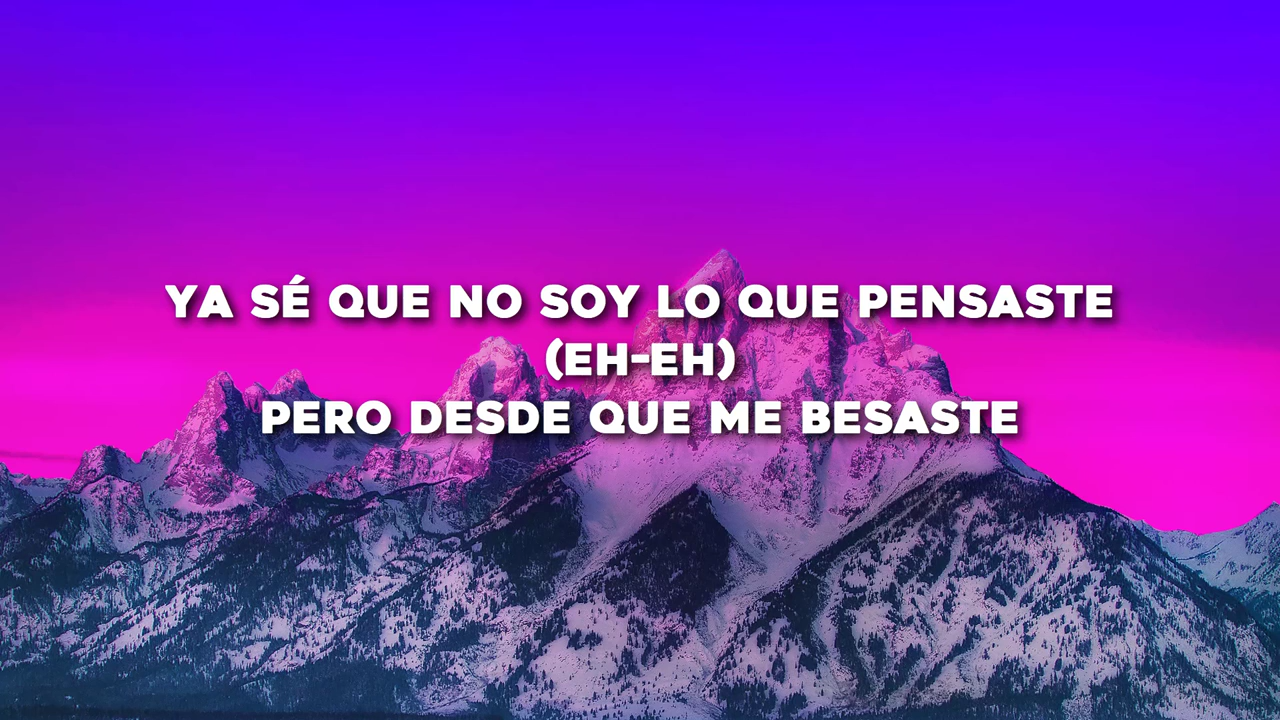 YA SÉ QUE NO SOY LO QUE PENSASTE
(EH-EH)
PERO DESDE QUE ME BESASTE